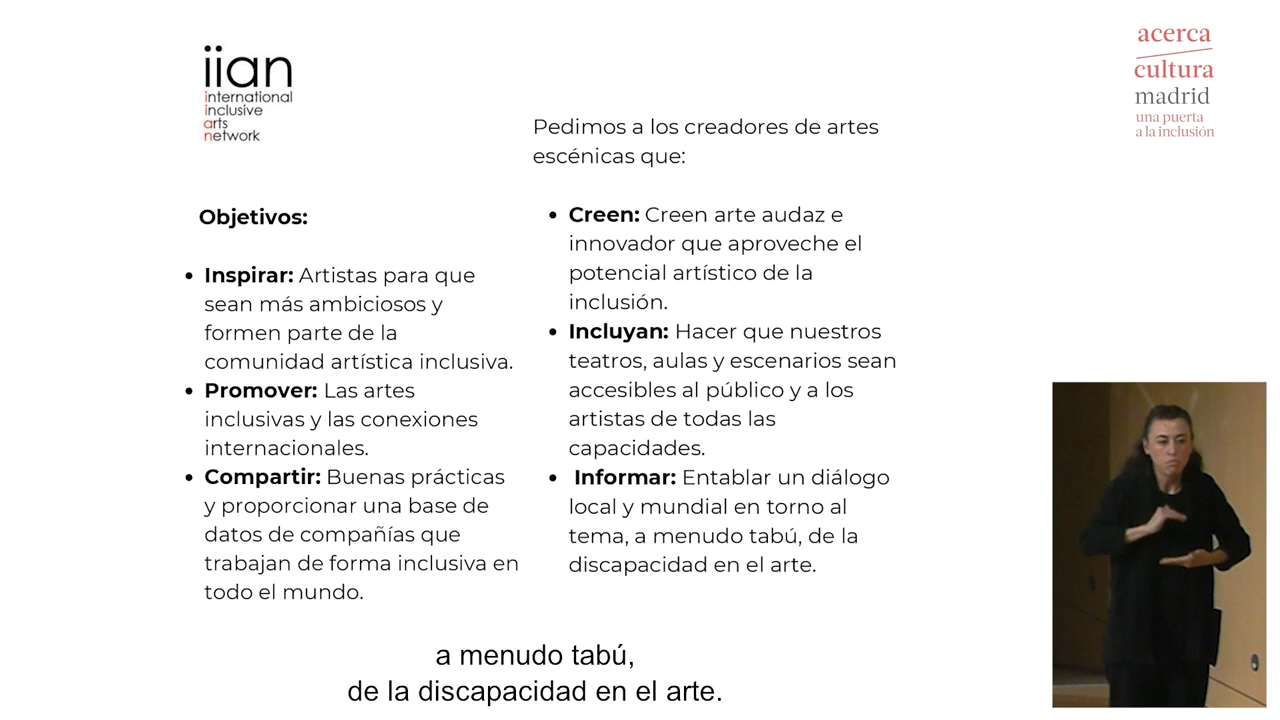 iian
international
inclusive
arts
network
Objetivos:
• Inspirar: Artistas para que
sean más ambiciosos y
formen parte de la
comunidad artística inclusiva.
• Promover: Las artes
inclusivas y las conexiones
internacionales.
• Compartir: Buenas prácticas
y proporcionar una base de
datos de compañías que
trabajan de forma inclusiva en
todo el mundo.
Pedimos a los creadores de artes
escénicas que:
• Creen: Creen arte audaz e
innovador que aproveche el
potencial artístico de la
inclusión.
• Incluyan: Hacer que nuestros
teatros, aulas y escenarios sean
accesibles al público y a los
artistas de todas las
capacidades.
• Informar: Entablar un diálogo
local y mundial en torno al
tema, a menudo tabú, de la
discapacidad en el arte.
acerca
cultura
madrid
una puerta
a la inclusión
a menudo tabú,
de la discapacidad en el arte.